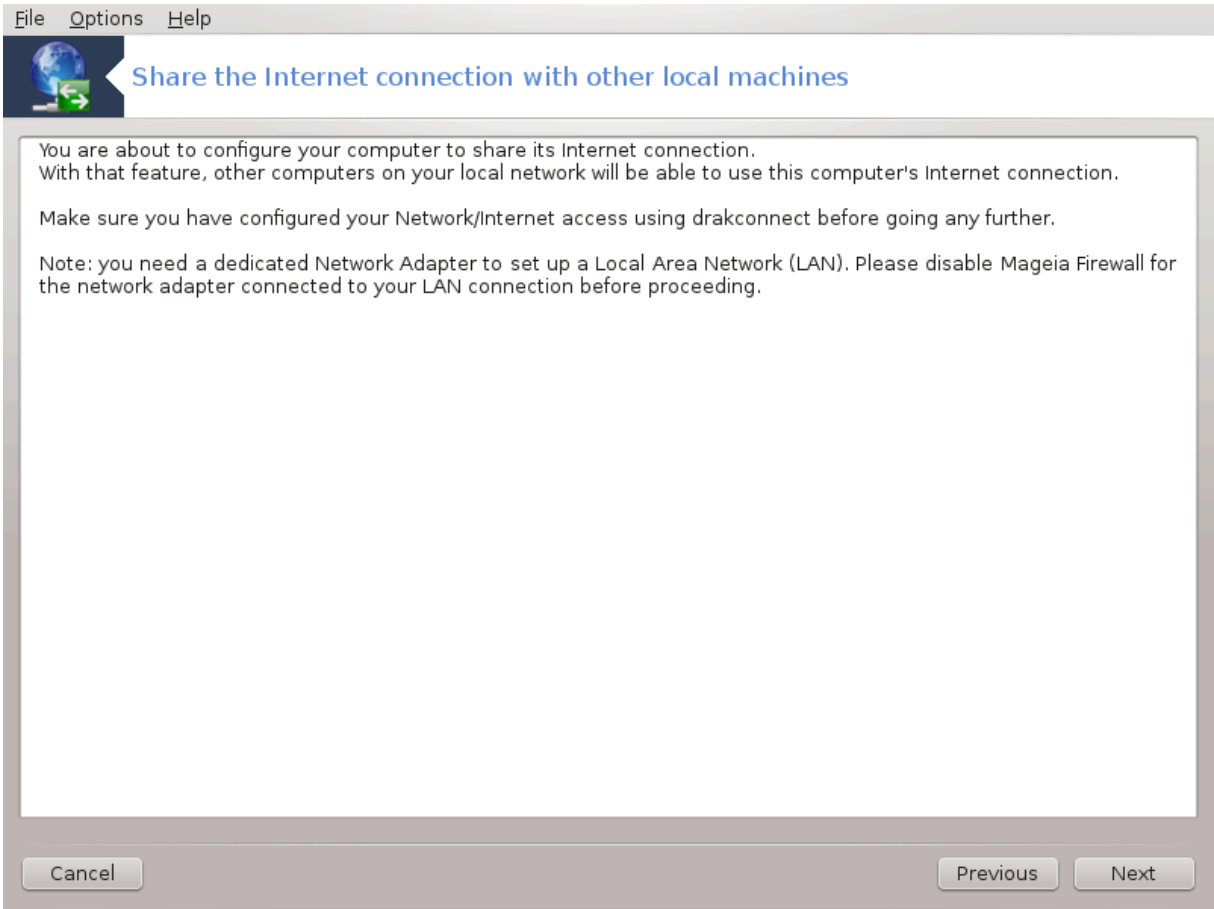 File Options Help
Share the Internet connection with other local machines
You are about to configure your computer to share its Internet connection.
With that feature, other computers on your local network will be able to use this computer's Internet connection.
Make sure you have configured your Network/Internet access using drakconnect before going any further.
Note: you need a dedicated Network Adapter to set up a Local Area Network (LAN). Please disable Mageia Firewall for
the network adapter connected to your LAN connection before proceeding.
Cancel Previous Next